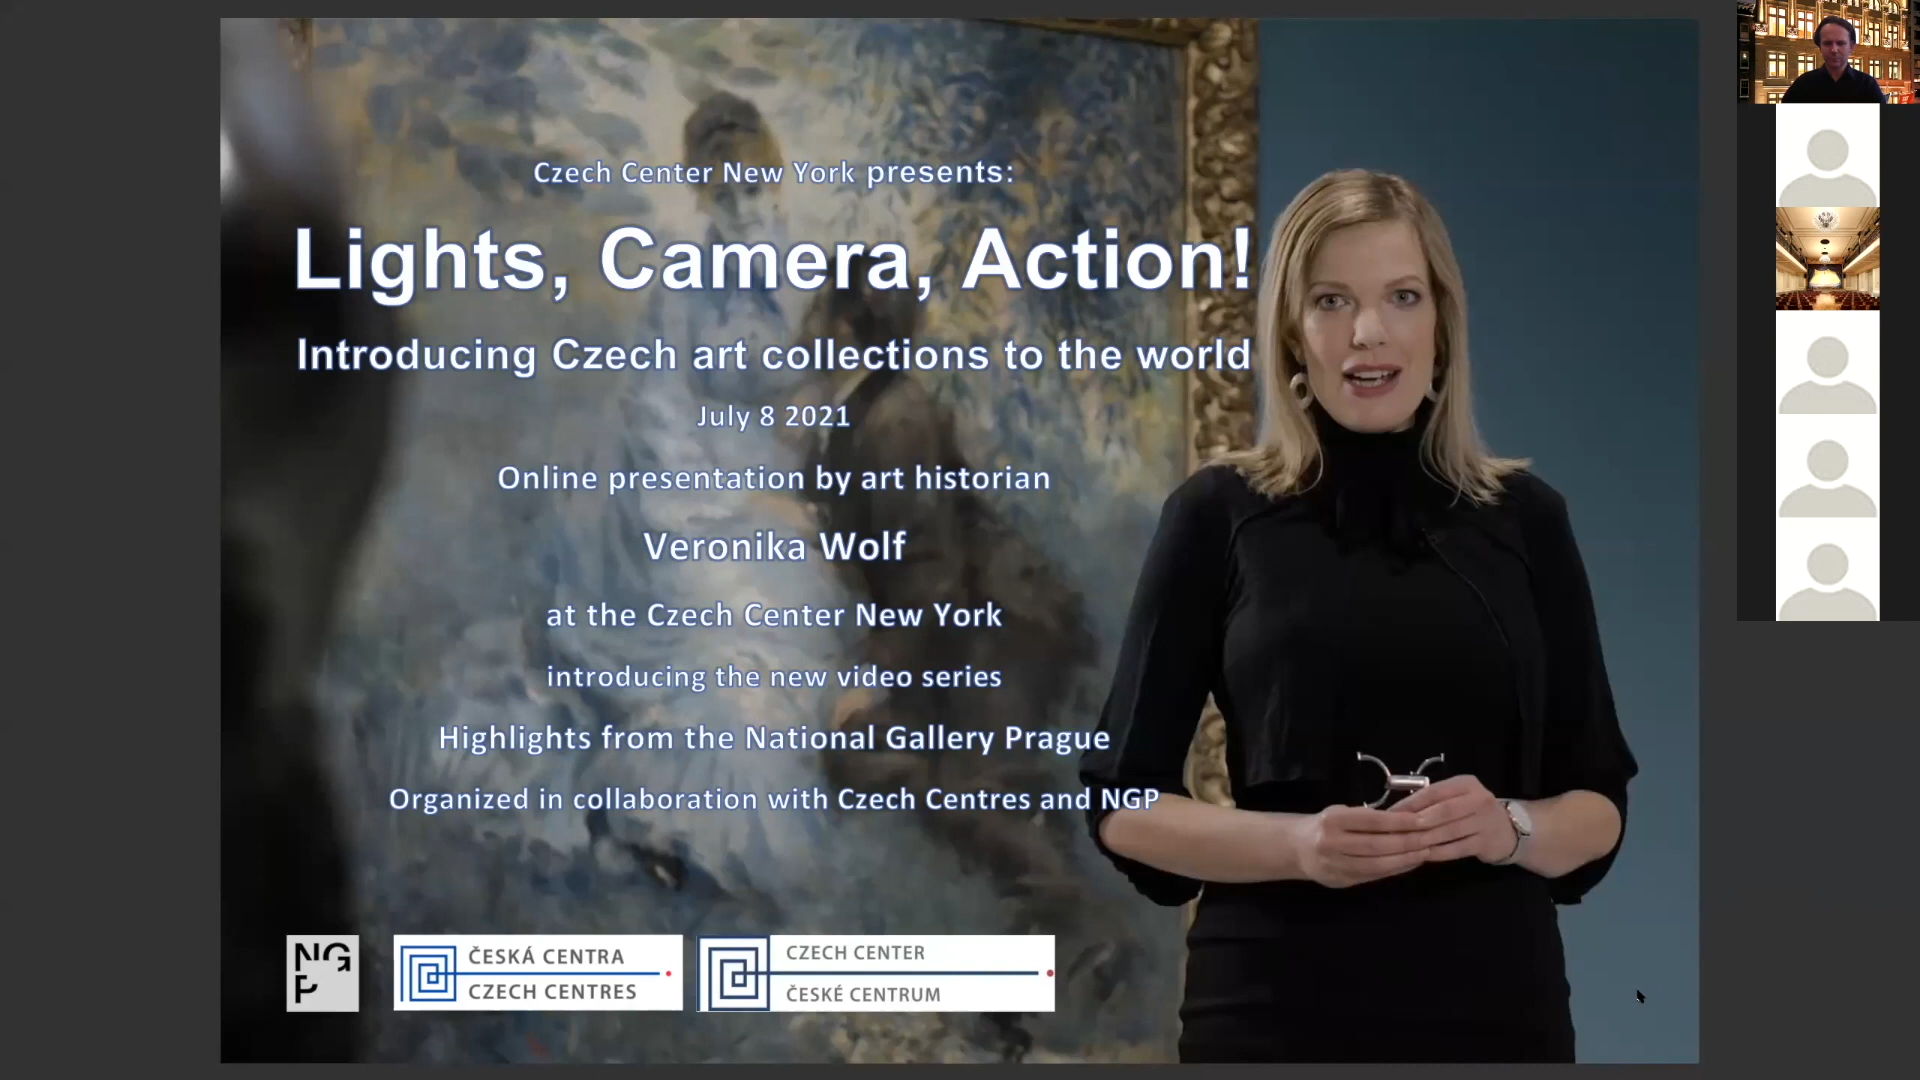 Czech Center New York presents:
Lights, Camera, Action!
Introducing Czech art collections to the world
July 8 2021
Online presentation by art historian
Veronika Wolf
at the Czech Center New York
introducing the new video series
Highlights from the National Gallery Prague
Organized in collaboration with Czech Centres and NGP
NG
P
ČESKÁ CENTRA
CZECH CENTRES
CZECH CENTER
ČESKÉ CENTRUM